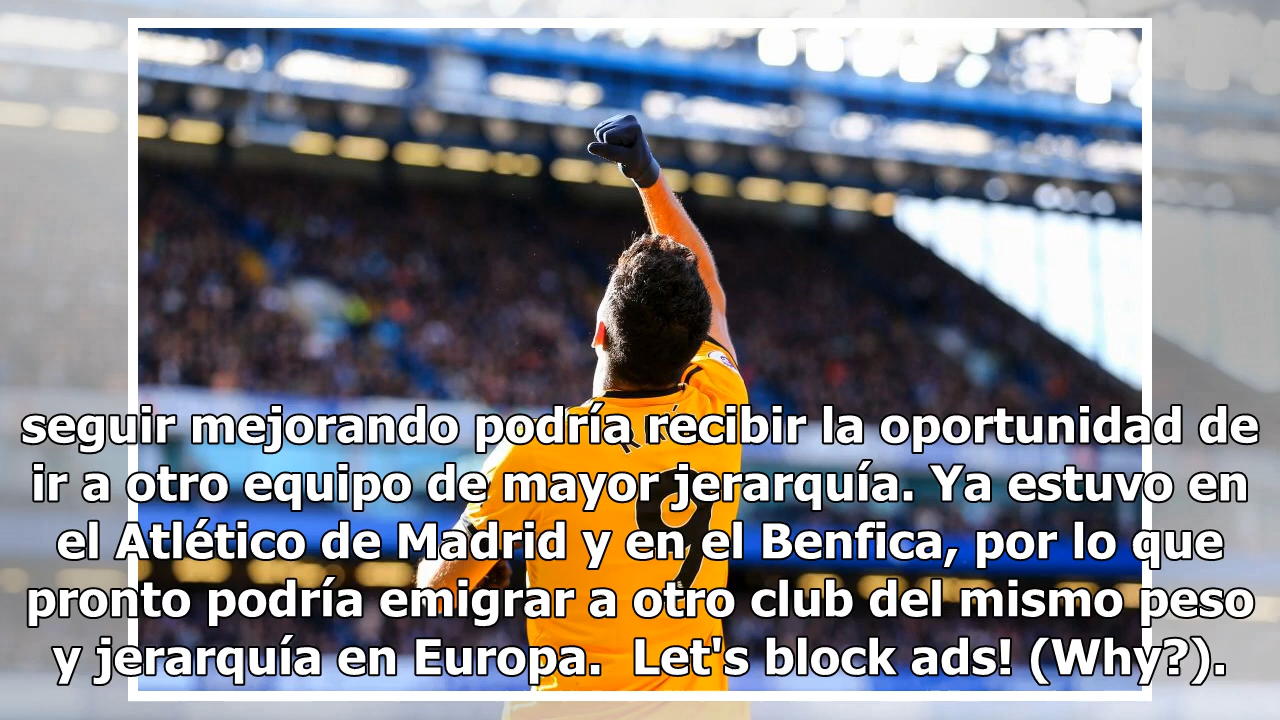 seguir mejorando podría recibir la oportunidad de
ir a otro equipo de mayor jerarquía. Ya estuvo en
el Atlético de Madrid y en el Benfica, por lo que
pronto podría emigrar a otro club del mismo peso
y jerarquía en Europa.  Let's block ads! (Why?).
9